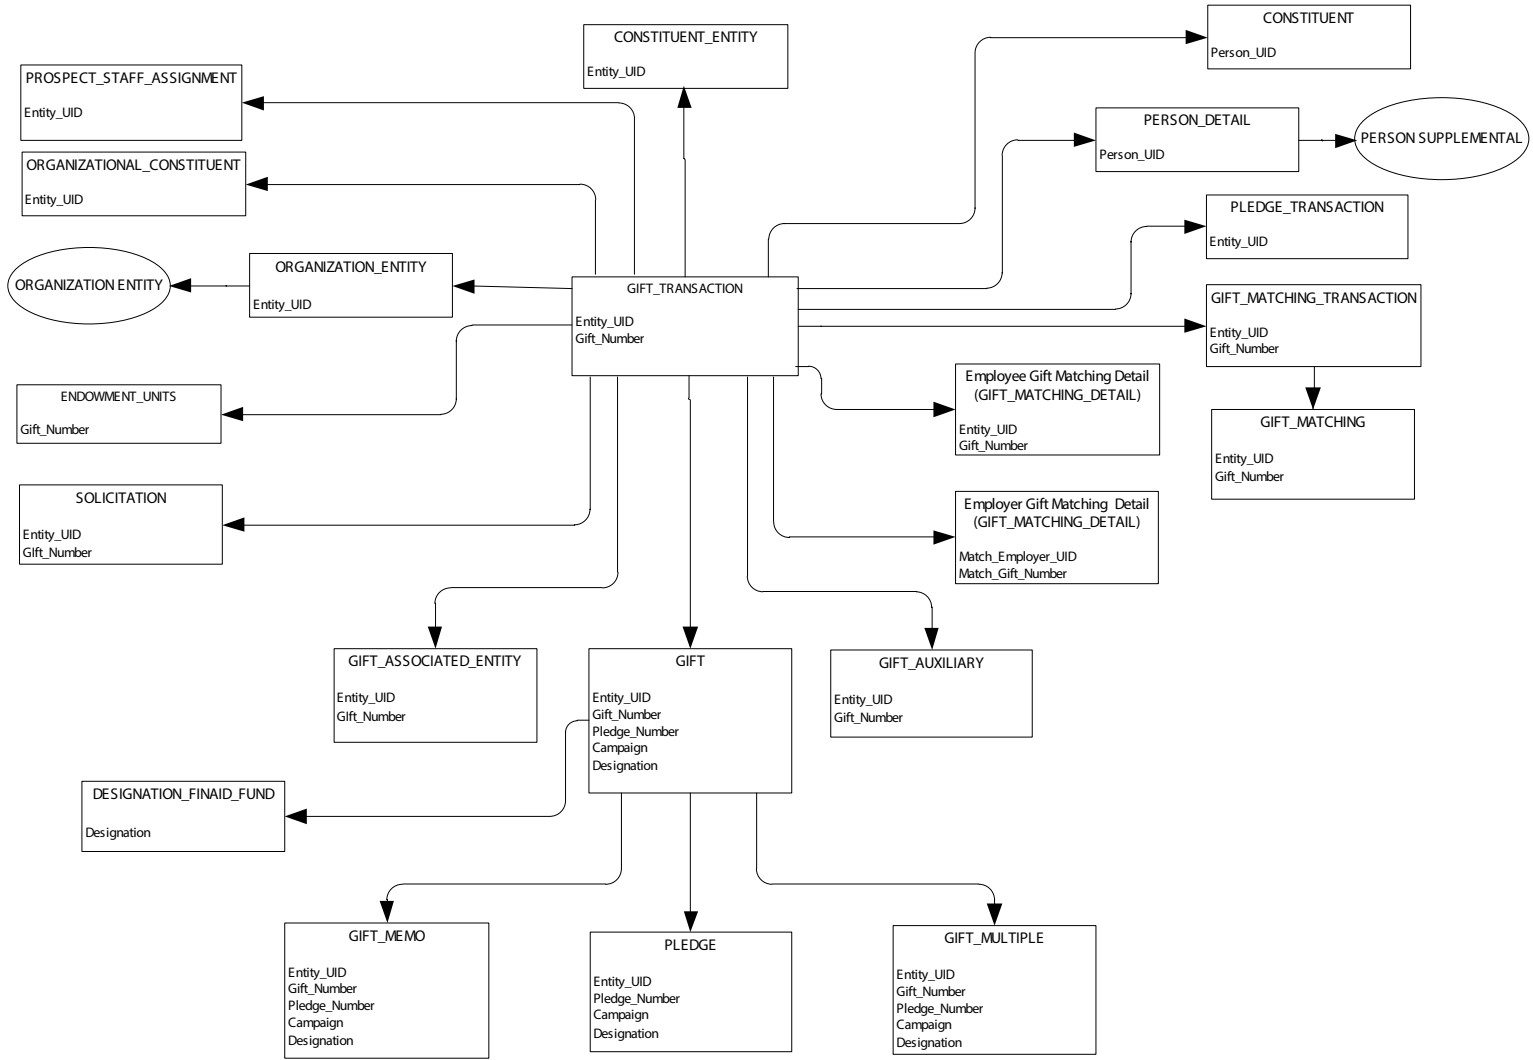 CONSTITUENT_ENTITY
Entity_UID
CONSTITUENT
Person_UID
PROSPECT_STAFF_ASSIGNMENT
Entity_UID
PERSON_DETAIL
Person_UID
PERSON SUPPLEMENTAL
ORGANIZATIONAL_CONSTITUENT
Entity_UID
PLEDGE_TRANSACTION
Entity_UID
ORGANIZATION ENTITY
ORGANIZATION_ENTITY
Entity_UID
GIFT_TRANSACTION
Entity_UID
Gift_Number
GIFT_MATCHING_TRANSACTION
Entity_UID
Gift_Number
ENDOWMENT_UNITS
Gift_Number
Employee Gift Matching Detail
(GIFT_MATCHING_DETAIL)
Entity_UID
Gift_Number
GIFT_MATCHING
Entity_UID
Gift_Number
SOLICITATION
Entity_UID
GIft_Number
Employer Gift Matching Detail
(GIFT_MATCHING_DETAIL)
Match_Employer_UID
Match_Gift_Number
GIFT_ASSOCIATED_ENTITY
Entity_UID
GIft_Number
GIFT
Entity_UID
Gift_Number
Pledge_Number
Campaign
Designation
GIFT_AUXILIARY
Entity_UID
Gift_Number
DESIGNATION_FINAID_FUND
Designation
GIFT_MEMO
Entity_UID
Gift_Number
Pledge_Number
Campaign
Designation
PLEDGE
Entity_UID
Pledge_Number
Campaign
Designation
GIFT_MULTIPLE
Entity_UID
Gift_Number
Pledge_Number
Campaign
Designation